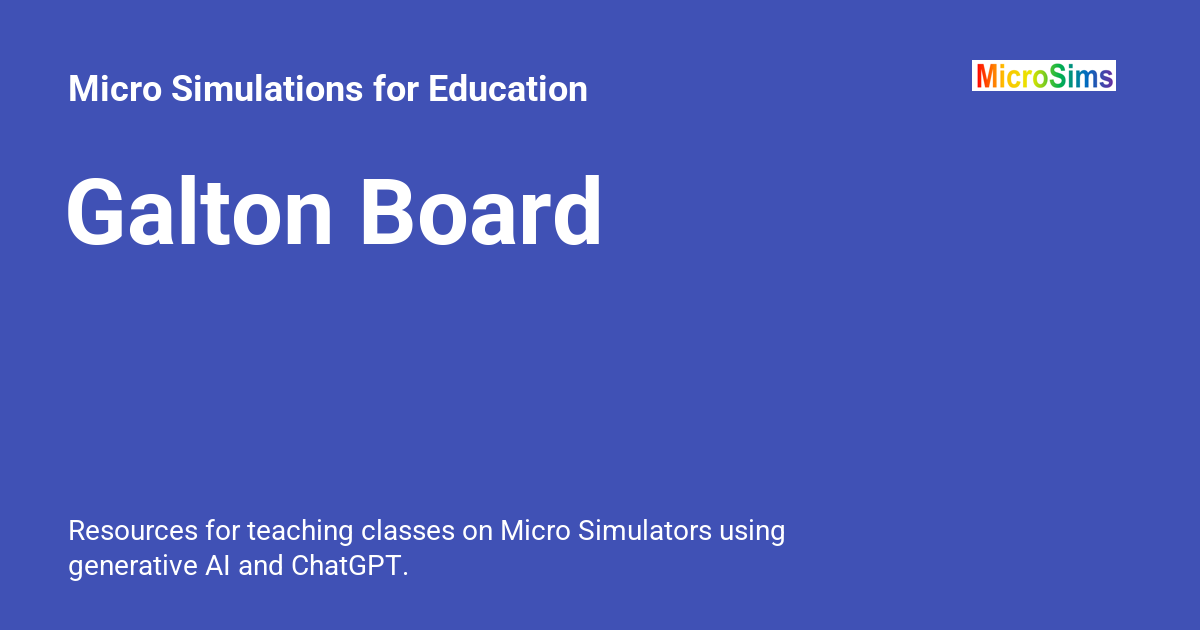 Micro Simulations for Education
MicroSims
Galton Board
Resources for teaching classes on Micro Simulators using
generative AI and ChatGPT.